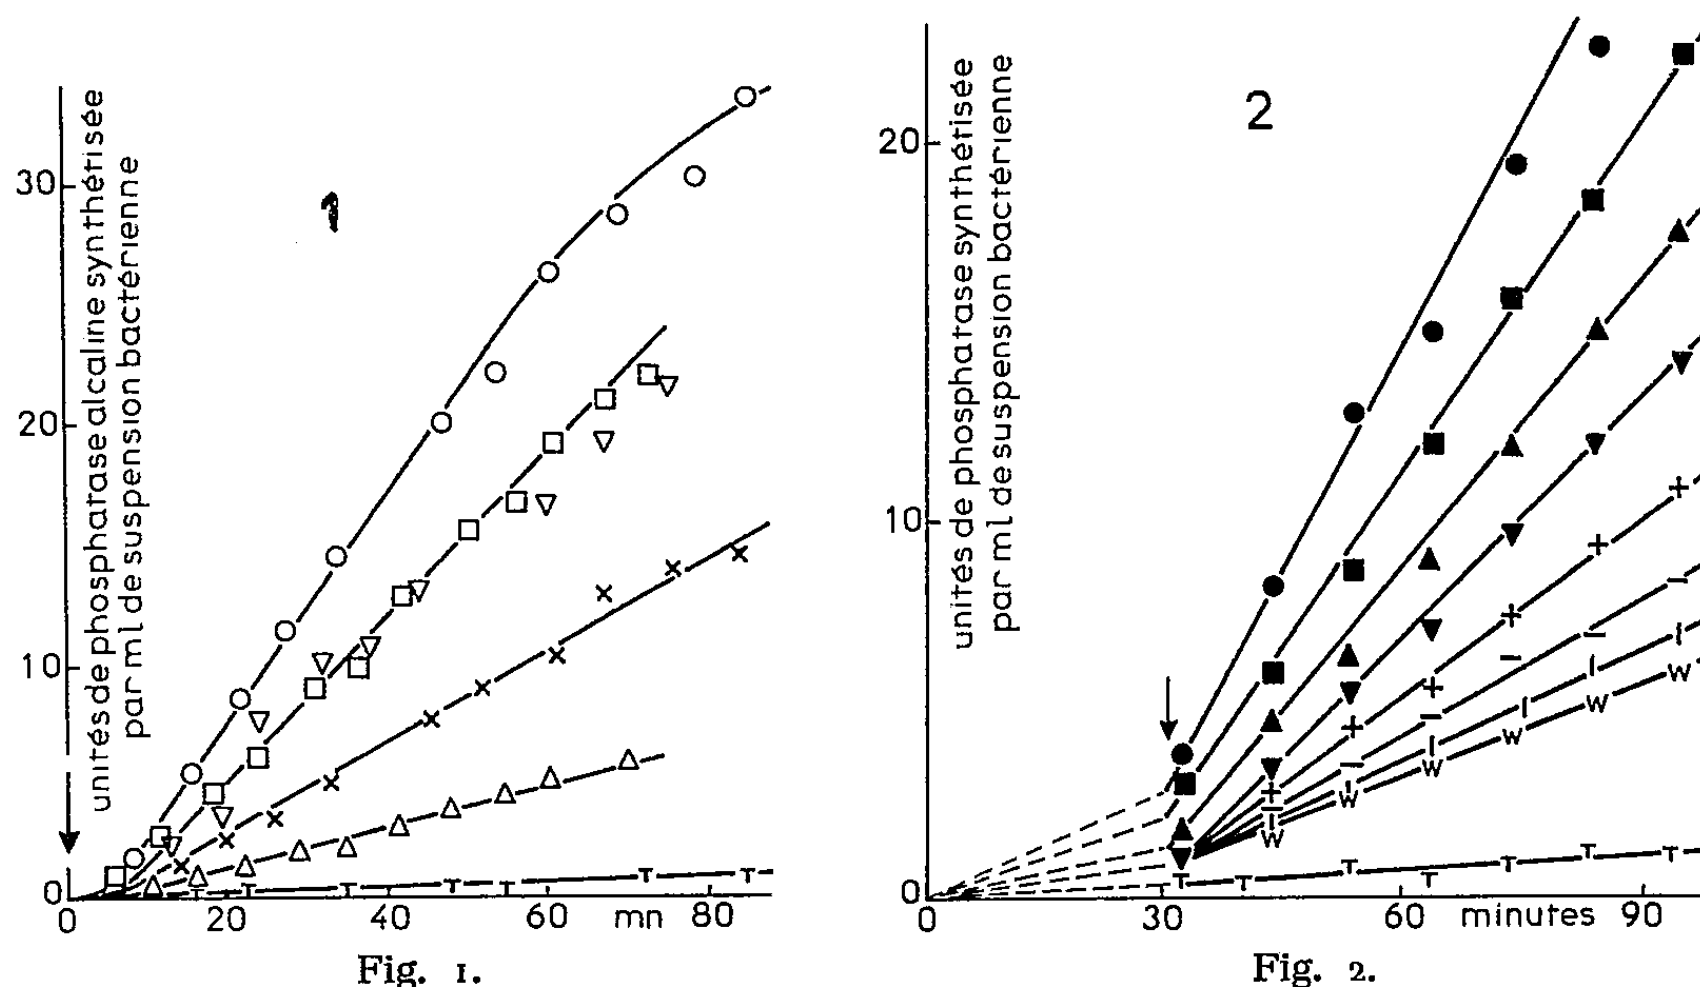 unités de phosphatase alcaline synthétisée
par ml de suspension bactérienne
30
20
10
0
1
0 20 40 60 mn 80
Fig. 1.
unités de phosphatase synthétisée
par ml de suspension bactérienne
20
10
0
2
0 30 60 minutes 90
Fig. 2.